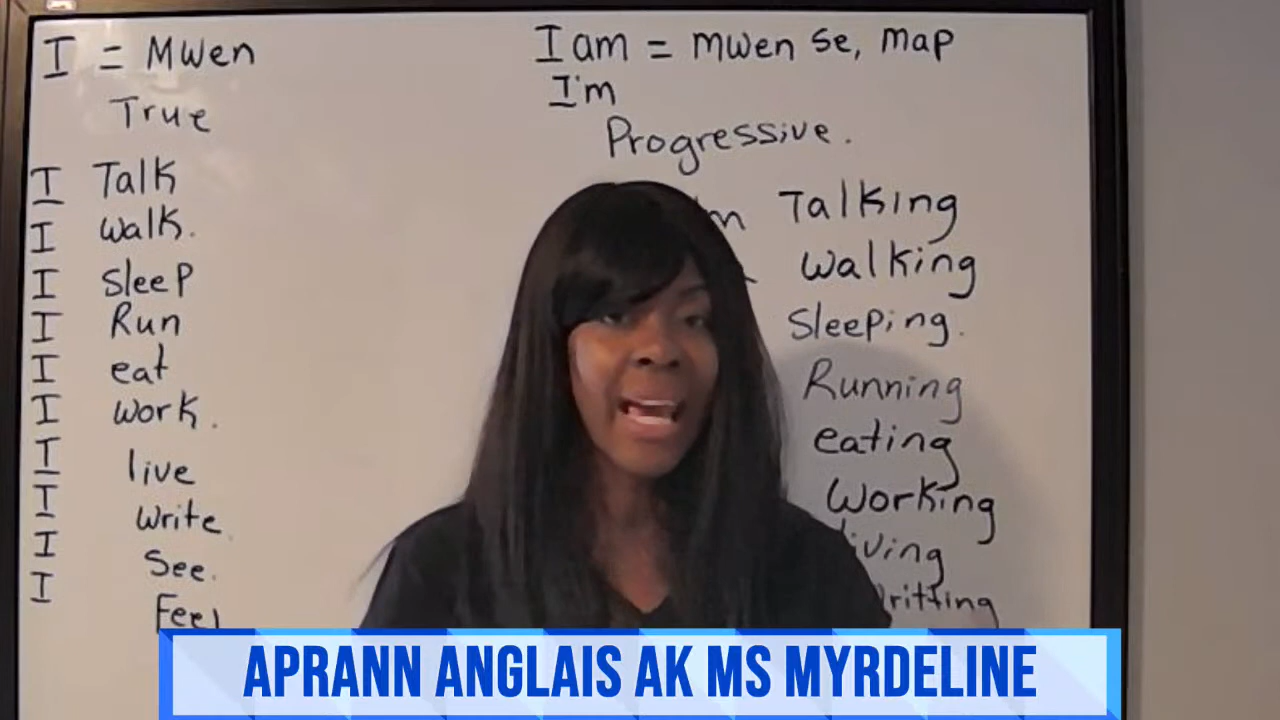 I = Mwen
True
I Talk
I walk.
I sleep
I Run
I eat
I work.
I live
I write
I see.
I Feel
I am = mwen se, map
I'm
Progressive.
Talking
walking
Sleeping.
Running
eating
Working
APRANN ANGLAIS AK MS MYRDELINE